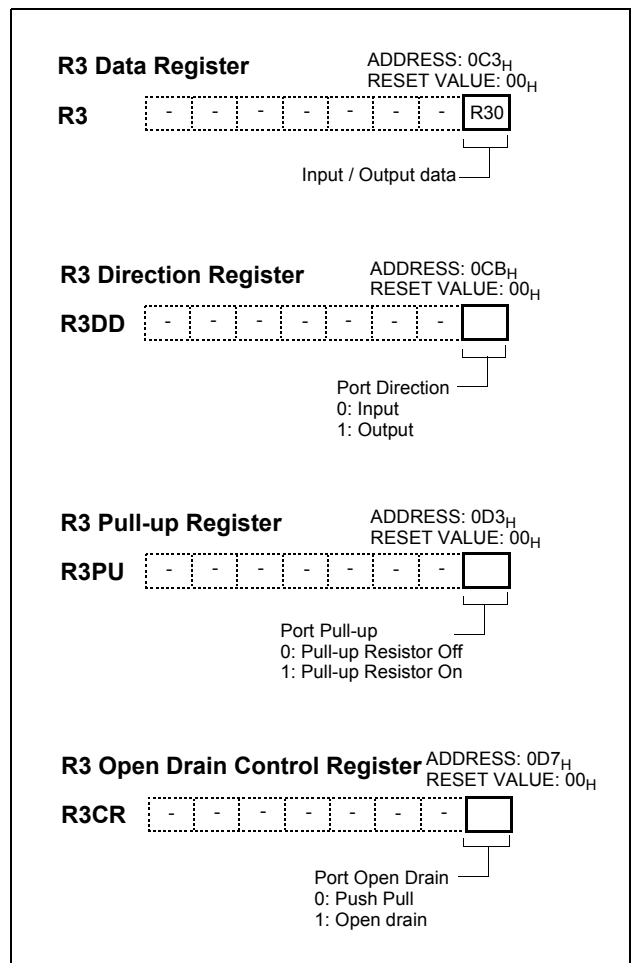 R3 Data Register
ADDRESS: 0C3H
RESET VALUE: 00H
R3 - - - - - - - R30
Input / Output data
R3 Direction Register
ADDRESS: 0CBH
RESET VALUE: 00H
R3DD - - - - - - -
Port Direction
0: Input
1: Output
R3 Pull-up Register
ADDRESS: 0D3H
RESET VALUE: 00H
R3PU - - - - - - -
Port Pull-up
0: Pull-up Resistor Off
1: Pull-up Resistor On
R3 Open Drain Control Register
ADDRESS: 0D7H
RESET VALUE: 00H
R3CR - - - - - - -
Port Open Drain
0: Push Pull
1: Open drain